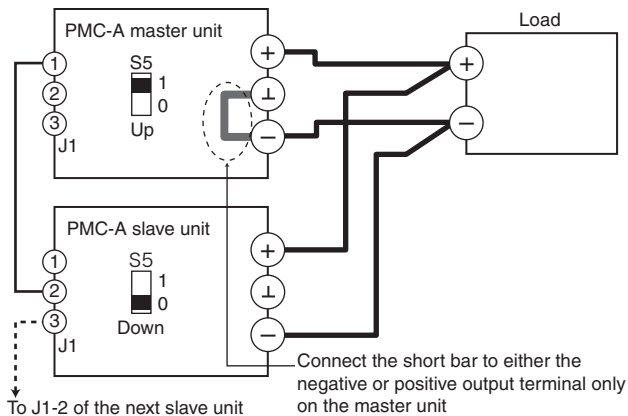 PMC-A master unit
S5
1
0
Up
1
2
3
J1
+
⊥
−
Load
+
−
PMC-A slave unit
S5
1
0
Down
1
2
3
J1
+
⊥
−
To J1-2 of the next slave unit
Connect the short bar to either the
negative or positive output terminal only
on the master unit